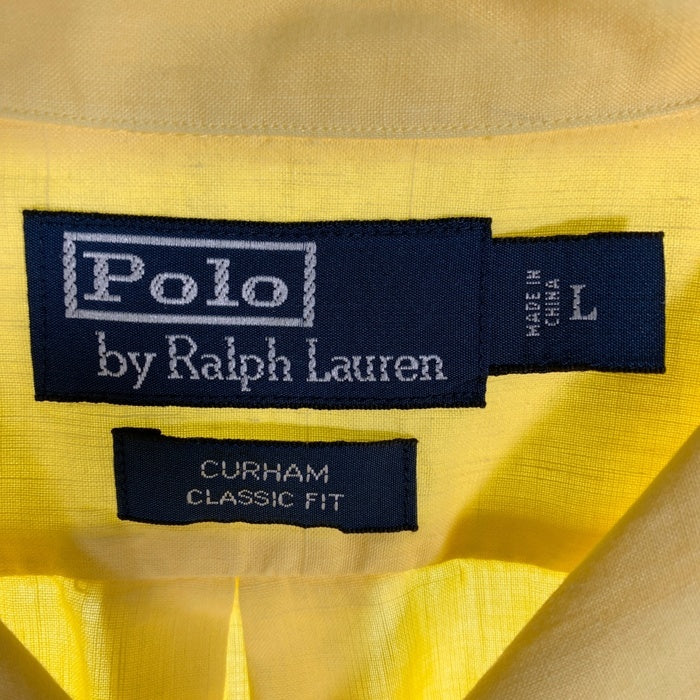 Polo
by Ralph Lauren
MADE IN
CHINA
L
CURHAM
CLASSIC FIT